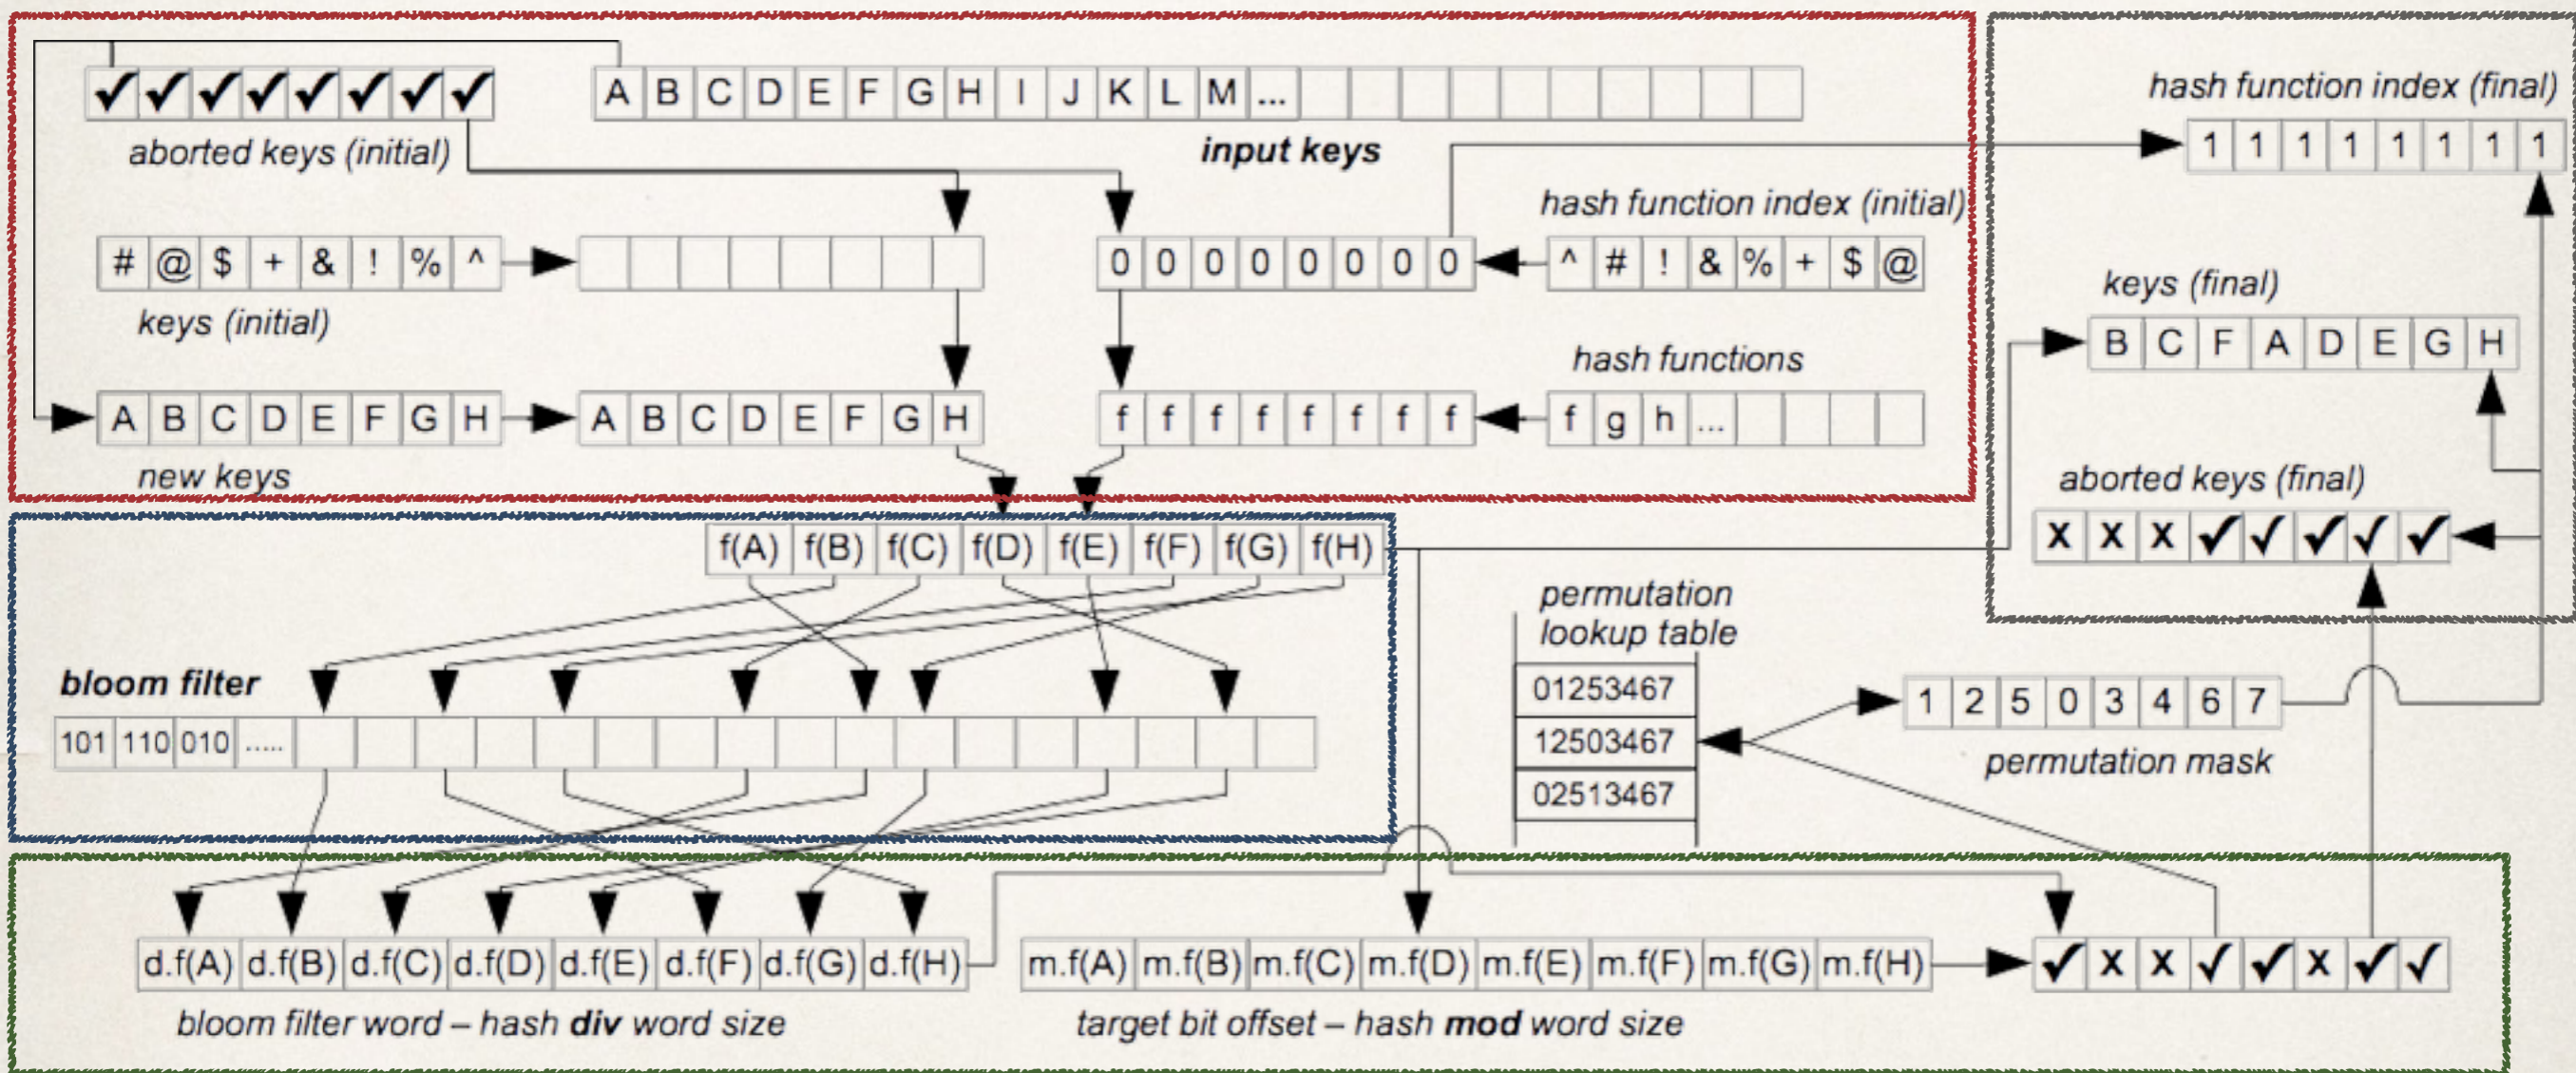 ✓ ✓ ✓ ✓ ✓ ✓ ✓ ✓
aborted keys (initial)
A B C D E F G H I J K L M ...
input keys
hash function index (final)
1 1 1 1 1 1 1 1
# @ $ + & ! % ^
keys (initial)
0 0 0 0 0 0 0 0
hash function index (initial)
^ # ! & % + $ @
keys (final)
B C F A D E G H
A B C D E F G H
new keys
A B C D E F G H
f f f f f f f f
hash functions
f g h ...
aborted keys (final)
x x x ✓ ✓ ✓ ✓ ✓
f(A) f(B) f(C) f(D) f(E) f(F) f(G) f(H)
bloom filter
101 110 010 .....
permutation
lookup table
01253467
12503467
02513467
1 2 5 0 3 4 6 7
permutation mask
d.f(A) d.f(B) d.f(C) d.f(D) d.f(E) d.f(F) d.f(G) d.f(H)
bloom filter word – hash div word size
m.f(A) m.f(B) m.f(C) m.f(D) m.f(E) m.f(F) m.f(G) m.f(H)
target bit offset – hash mod word size
✓ x x ✓ ✓ x ✓ ✓